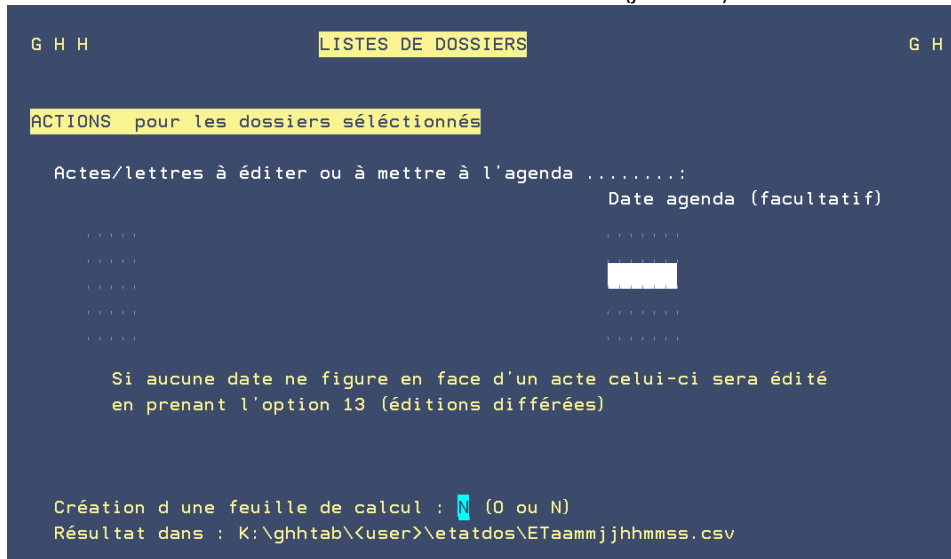 G H H LISTES DE DOSSIERS G H
ACTIONS pour les dossiers séléctionnés
Actes/lettres à éditer ou à mettre à l'agenda ........:
Date agenda (facultatif)
Si aucune date ne figure en face d'un acte celui-ci sera édité
en prenant l'option 13 (éditions différées)
Création d une feuille de calcul : N (O ou N)
Résultat dans : K:\ghhtab\<user>\etatdos\ETaammjjhhmmss.csv